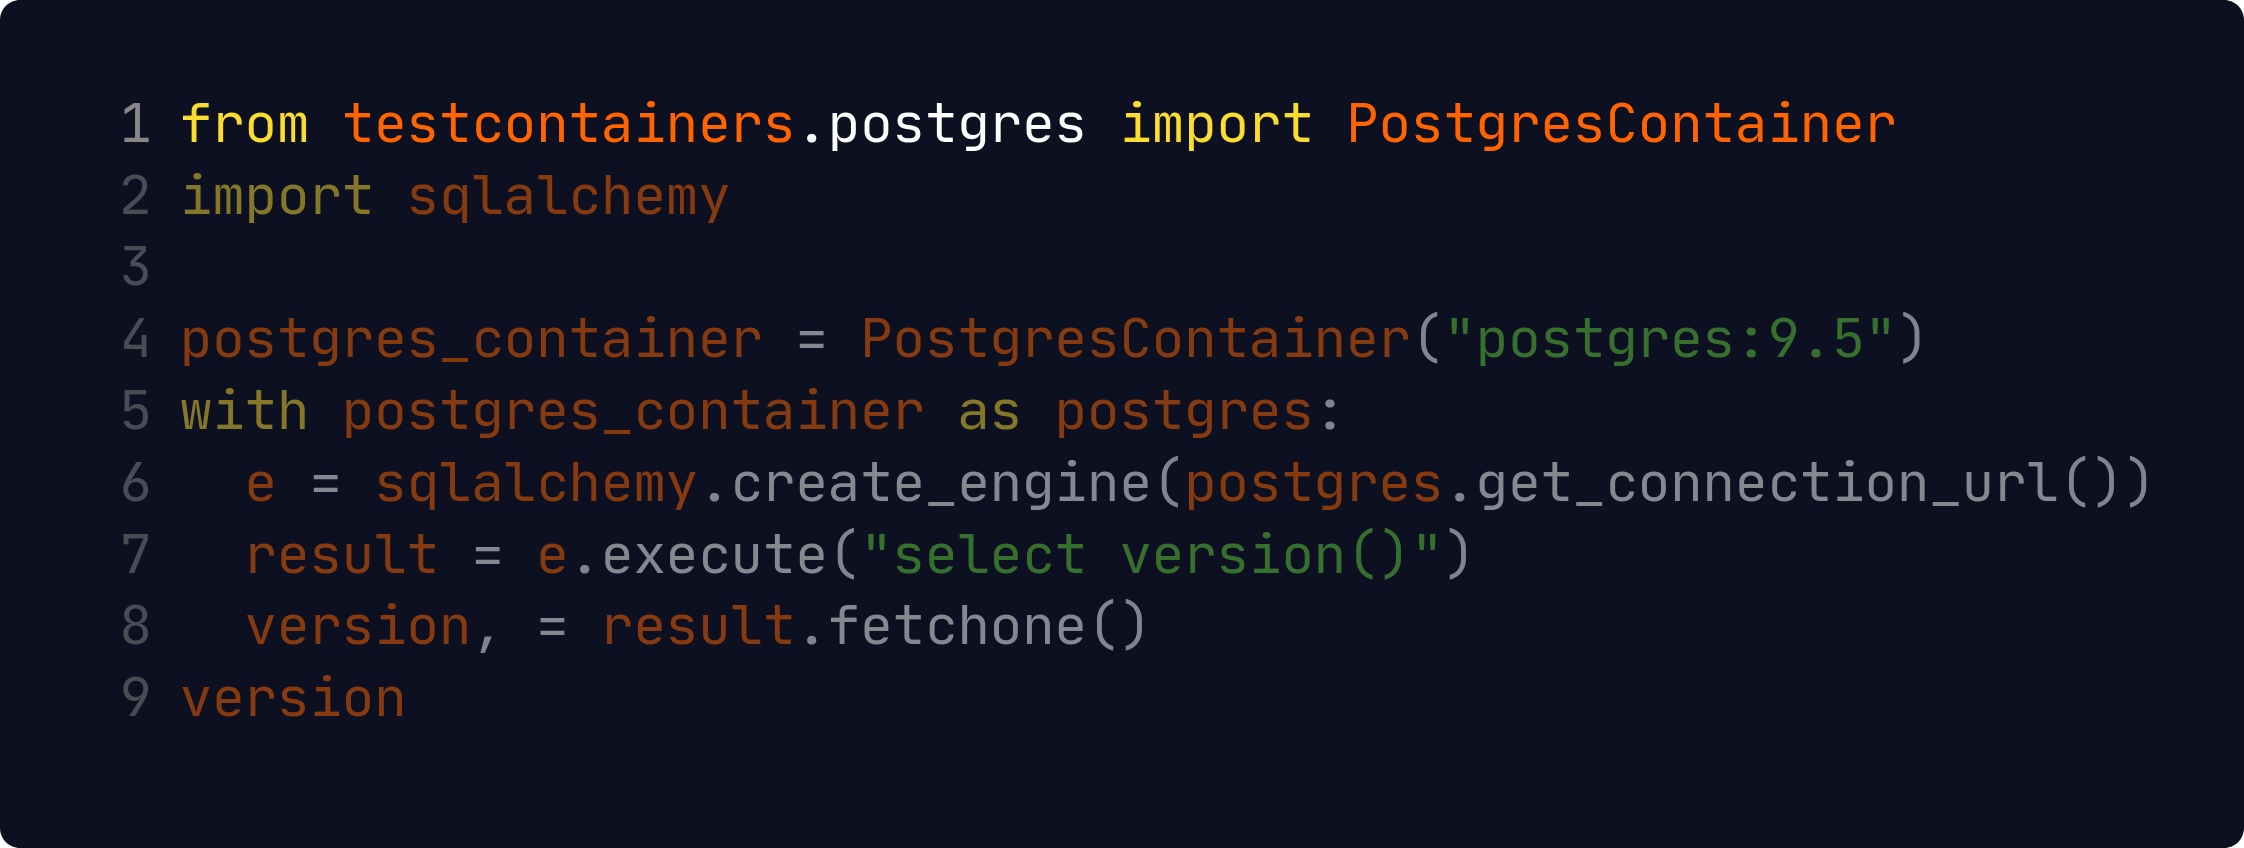 1 from testcontainers.postgres import PostgresContainer
2 import sqlalchemy
3
4 postgres_container = PostgresContainer("postgres:9.5")
5 with postgres_container as postgres:
6   e = sqlalchemy.create_engine(postgres.get_connection_url())
7   result = e.execute("select version()")
8   version, = result.fetchone()
9 version